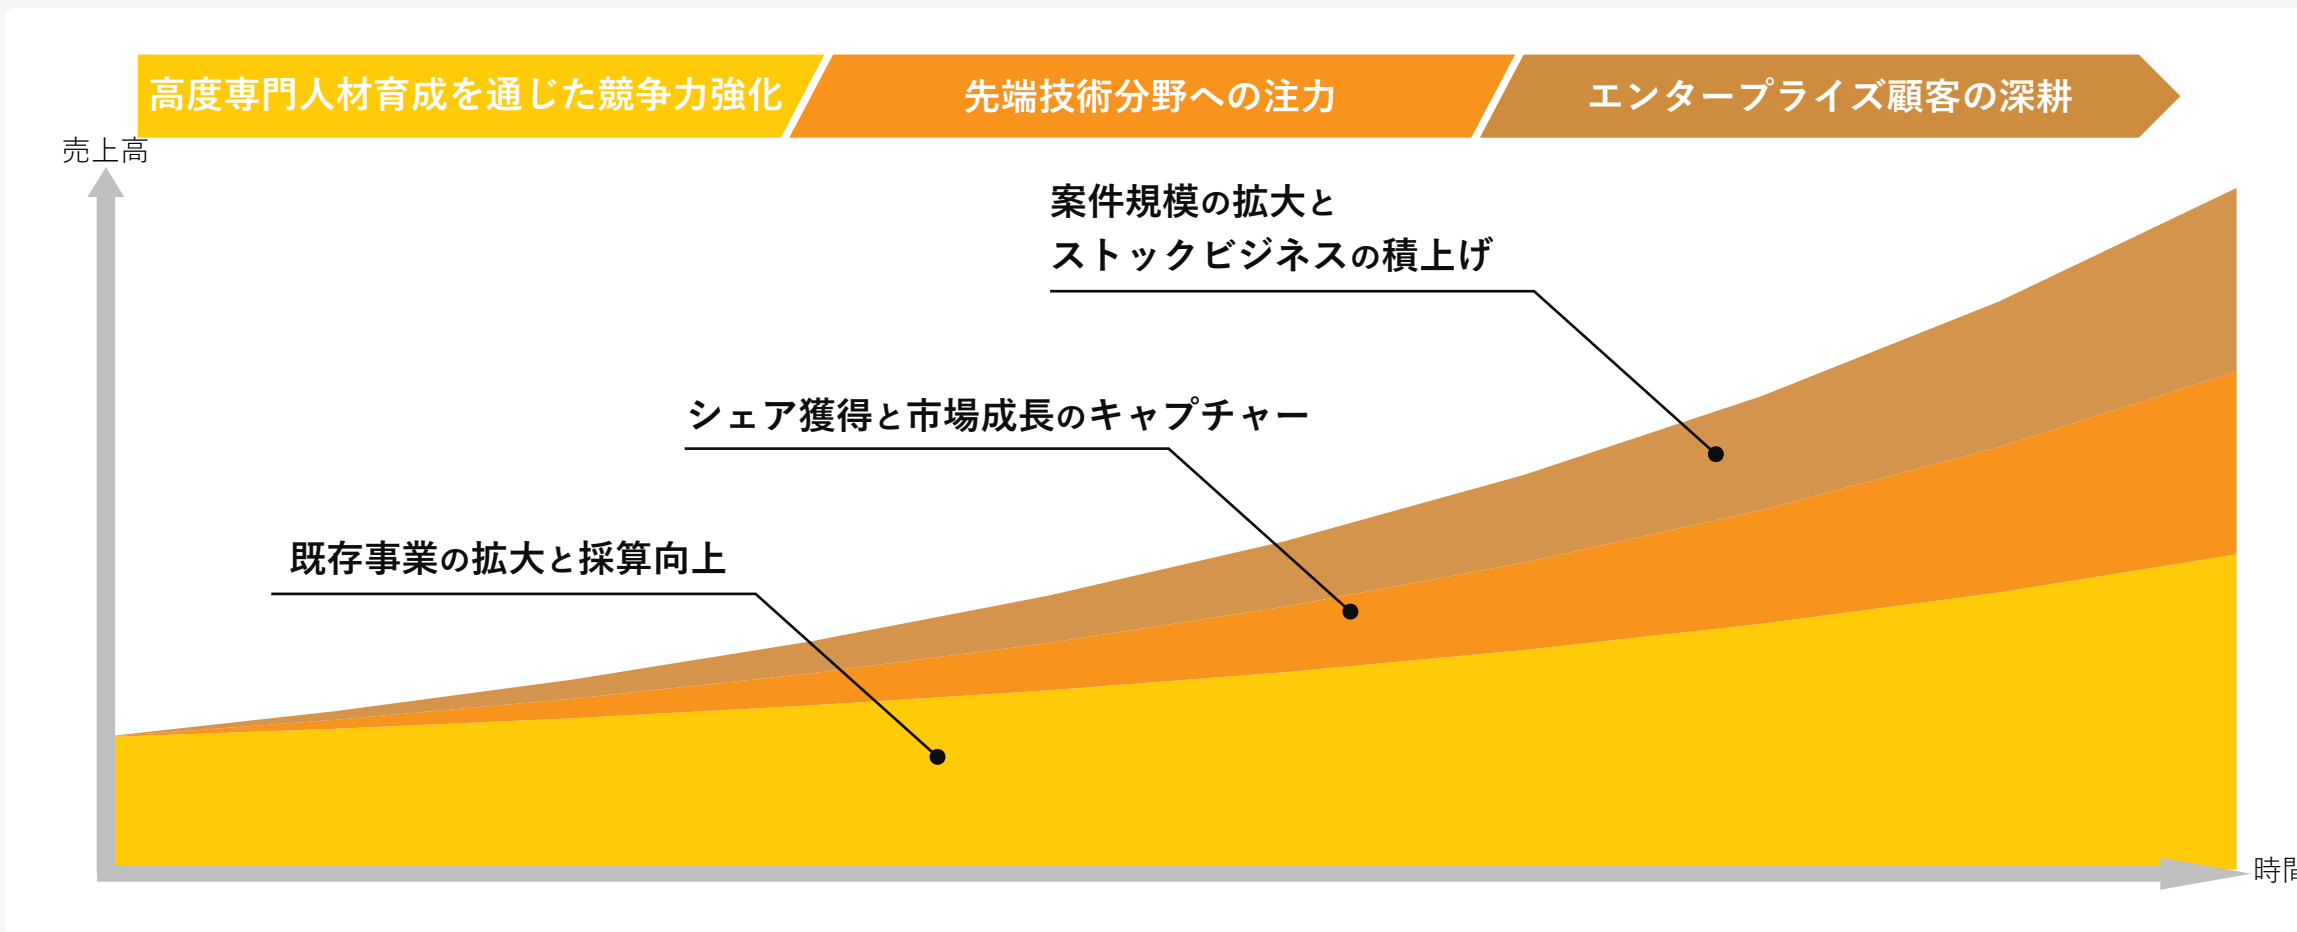 高度専門人材育成を通じた競争力強化
先端技術分野への注力
エンタープライズ顧客の深耕
売上高
案件規模の拡大と
ストックビジネスの積上げ
シェア獲得と市場成長のキャプチャー
既存事業の拡大と採算向上
時間